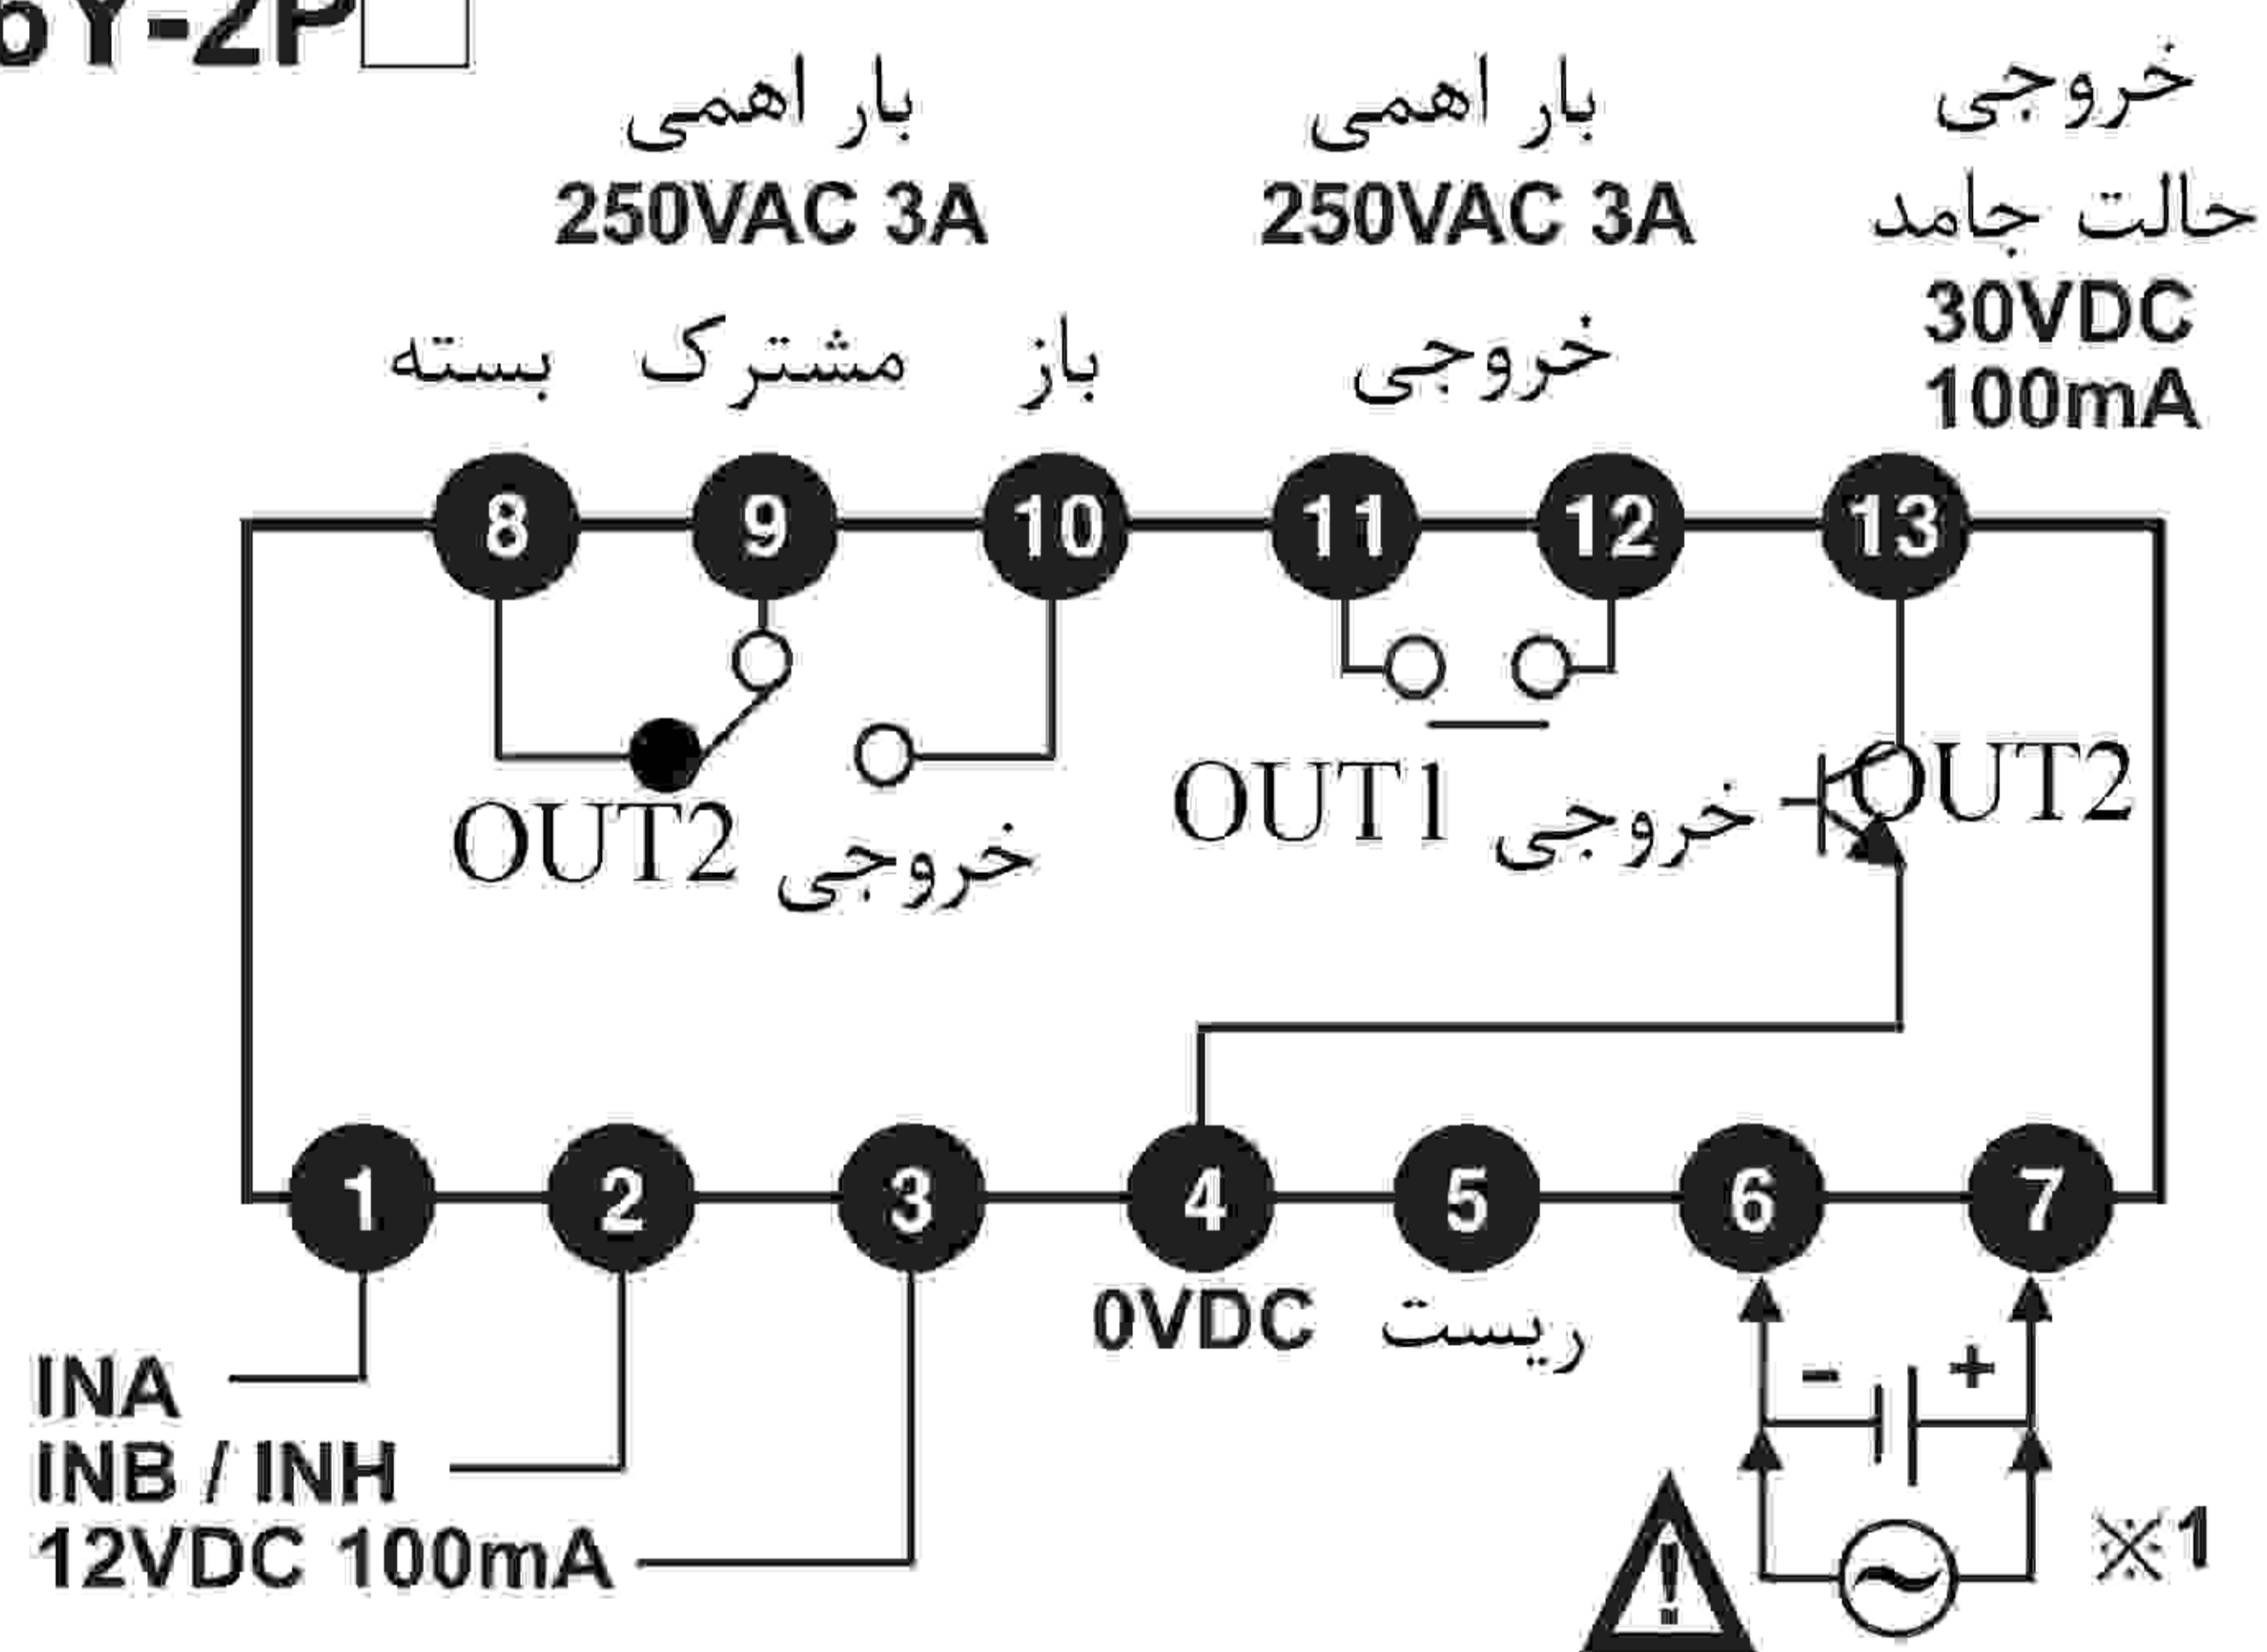 6Y-2P□
بار اهمی
250VAC 3A
بسته مشترک باز
بار اهمی
250VAC 3A
خروجی
خروجی
حالت جامد
30VDC
100mA
8 9 10 11 12 13
OUT2 خروجی
OUT1 خروجی
OUT2
1 2 3 4 5 6 7
0VDC ریست
INA
INB / INH
12VDC 100mA
- +
~
!
※1